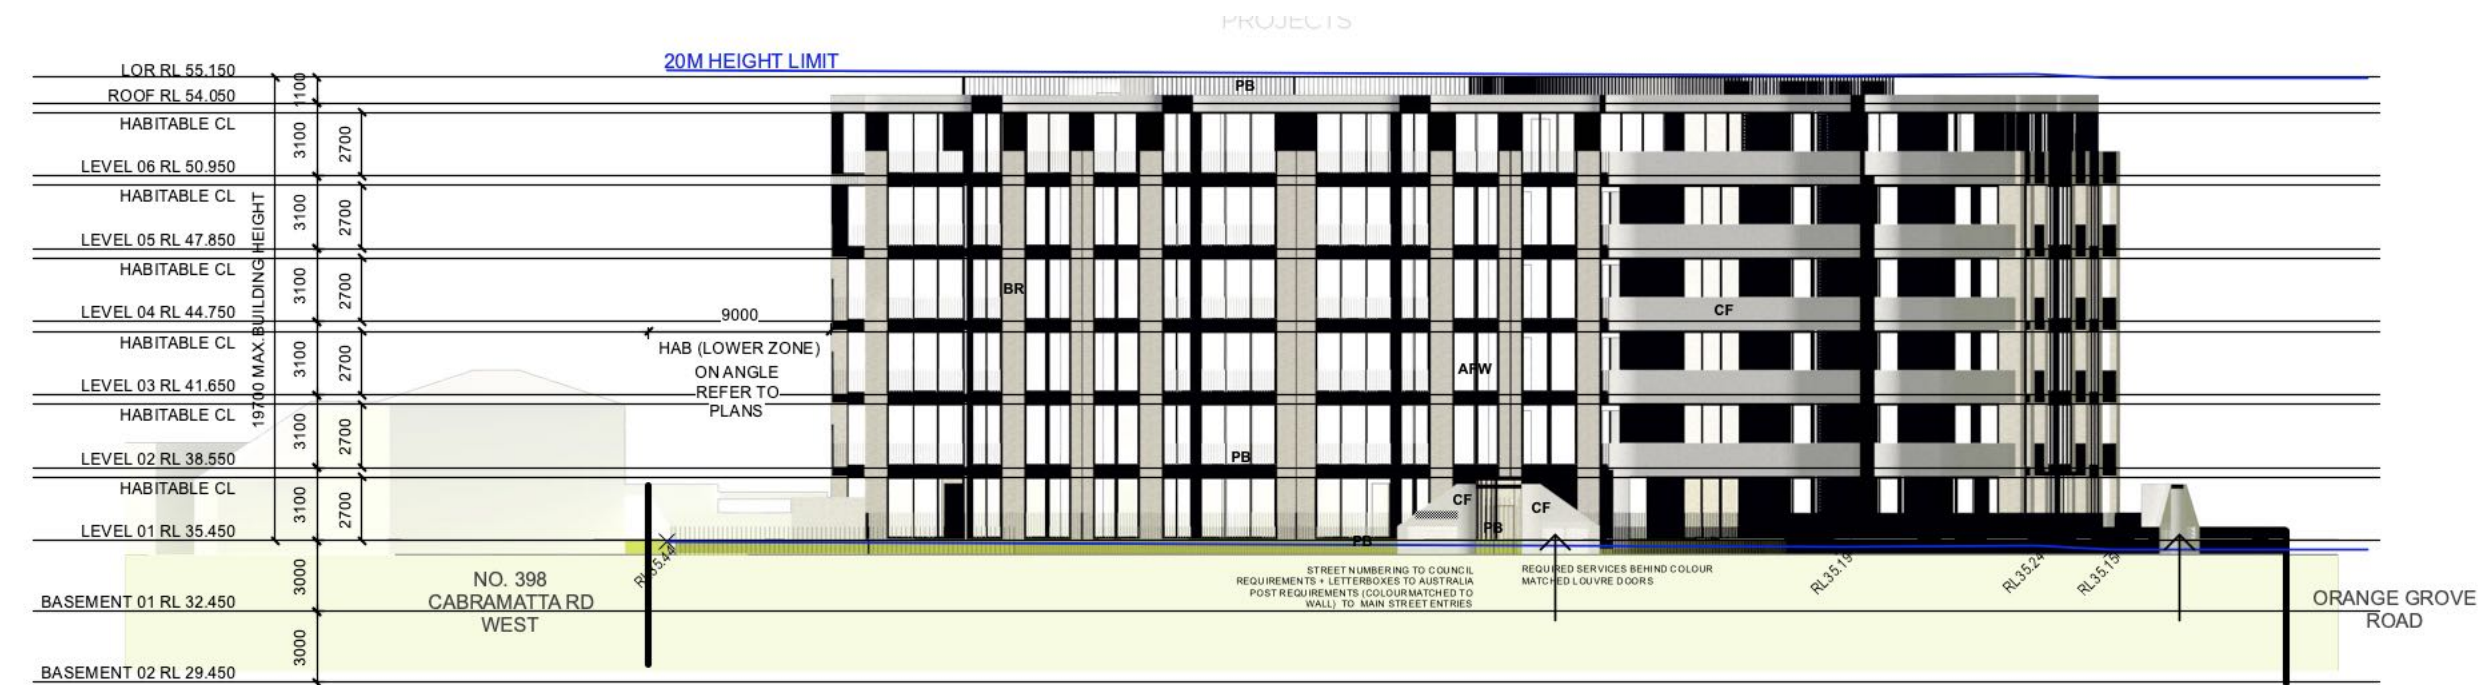 PROJECTS
20M HEIGHT LIMIT
LOR RL 55.150
ROOF RL 54.050
HABITABLE CL
LEVEL 06 RL 50.950
HABITABLE CL
LEVEL 05 RL 47.850
HABITABLE CL
LEVEL 04 RL 44.750
HABITABLE CL
LEVEL 03 RL 41.650
HABITABLE CL
LEVEL 02 RL 38.550
HABITABLE CL
LEVEL 01 RL 35.450
BASEMENT 01 RL 32.450
BASEMENT 02 RL 29.450
19700 MAX.BUILDING HEIGHT
1100
3100
3100
3100
3100
3100
3100
3000
3000
2700
2700
2700
2700
2700
2700
9000
HAB (LOWER ZONE)
ON ANGLE
REFER TO
PLANS
PB
BR
CF
AFW
PB
CF
CF
PB
PB
RL35.44
NO. 398
CABRAMATTA RD
WEST
STREET NUMBERING TO COUNCIL
REQUIREMENTS + LETTERBOXES TO AUSTRALIA
POST REQUIREMENTS (COLOUR MATCHED TO
WALL) TO MAIN STREET ENTRIES
REQUIRED SERVICES BEHIND COLOUR
MATCHED LOUVRE DOORS
RL35.19
RL35.24
RL35.15
ORANGE GROVE
ROAD